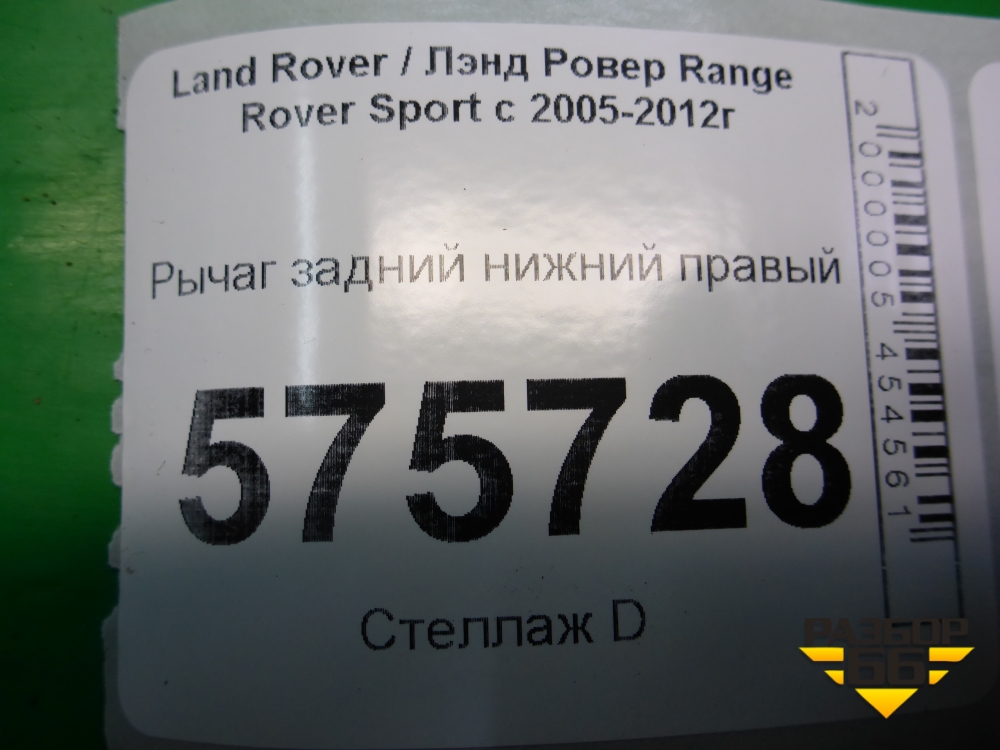 Land Rover / Лэнд Ровер Range
Rover Sport с 2005-2012г
Рычаг задний нижний правый
575728
Стеллаж D
2000005454561
РАЗБОР
66